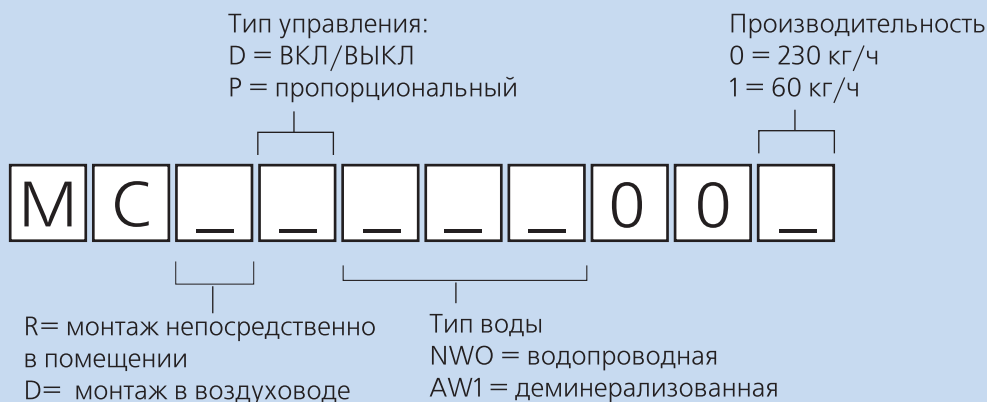 Тип управления:
D = ВКЛ/ВЫКЛ
P = пропорциональный
Производительность
0 = 230 кг/ч
1 = 60 кг/ч
M C _ _ _ _ _ 0 0 _
R= монтаж непосредственно
в помещении
D= монтаж в воздуховоде
Тип воды
NWO = водопроводная
AW1 = деминерализованная